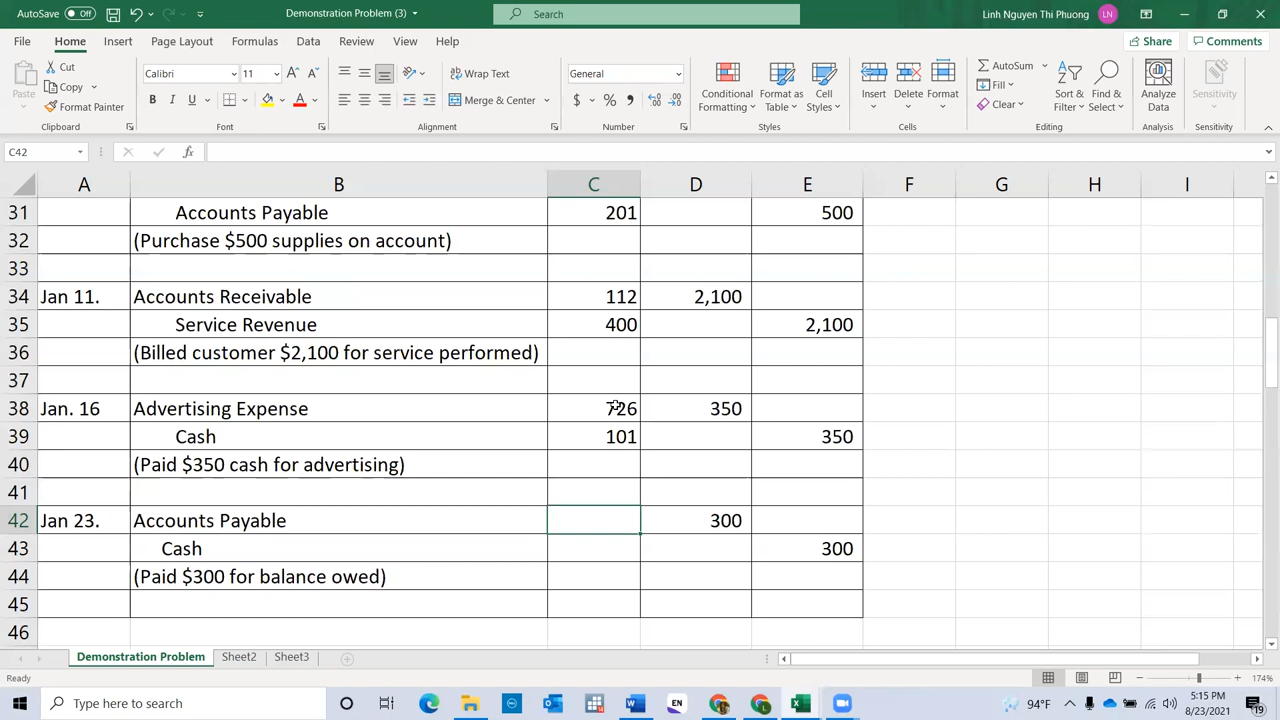 AutoSave Off Demonstration Problem (3) Search Linh Nguyen Thi Phuong LN
File Home Insert Page Layout Formulas Data Review View Help Share Comments
Paste Cut Copy Format Painter Clipboard
Calibri 11 B I U A A Font
Wrap Text Merge & Center Alignment
General $ % , Number
Conditional Formatting Format as Table Cell Styles Styles
Insert Delete Format Cells
AutoSum Fill Clear Sort & Filter Find & Select Editing
Analyze Data Analysis
Sensitivity Sensitivity
C42 fx
A B C D E F G H I
31 Accounts Payable 201 500
32 (Purchase $500 supplies on account)
33
34 Jan 11. Accounts Receivable 112 2,100
35 Service Revenue 400 2,100
36 (Billed customer $2,100 for service performed)
37
38 Jan. 16 Advertising Expense 726 350
39 Cash 101 350
40 (Paid $350 cash for advertising)
41
42 Jan 23. Accounts Payable 300
43 Cash 300
44 (Paid $300 for balance owed)
45
46
Demonstration Problem Sheet2 Sheet3
Ready 174%
Type here to search EN 94°F 5:15 PM
8/23/2021 19